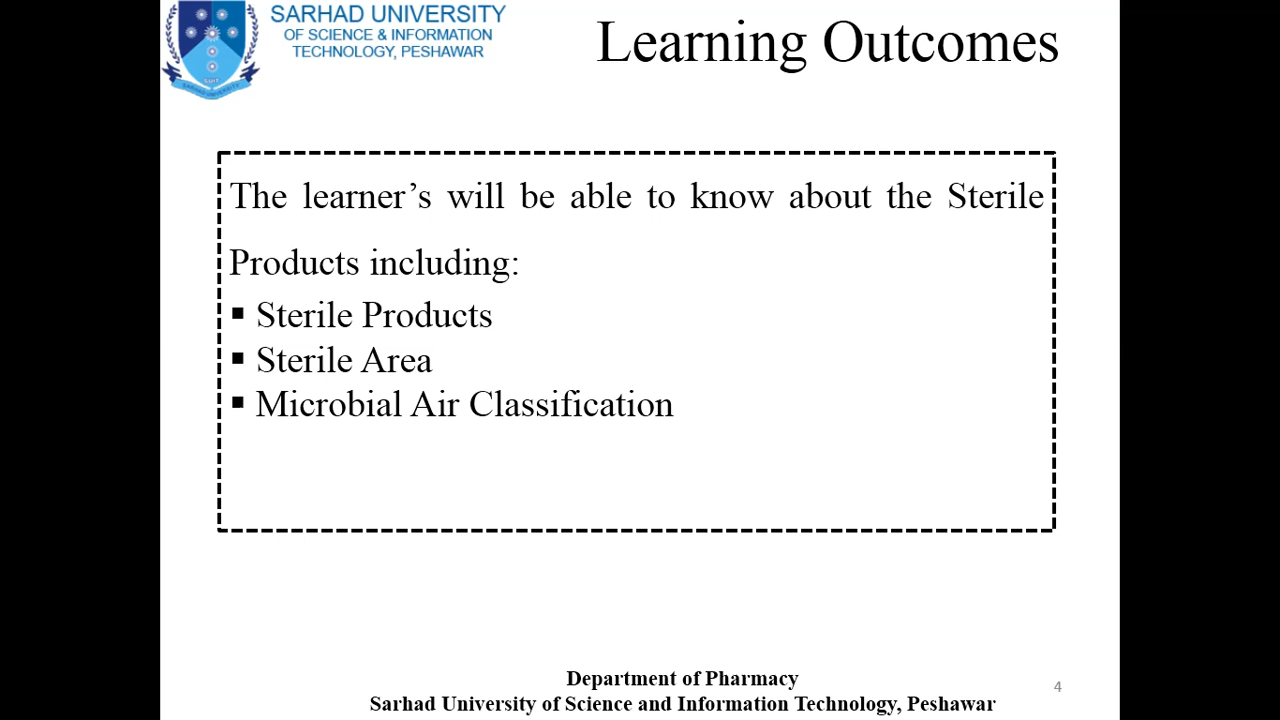 SARHAD UNIVERSITY
OF SCIENCE & INFORMATION
TECHNOLOGY, PESHAWAR
Learning Outcomes
The learner’s will be able to know about the Sterile
Products including:
▪ Sterile Products
▪ Sterile Area
▪ Microbial Air Classification
Department of Pharmacy
Sarhad University of Science and Information Technology, Peshawar
4